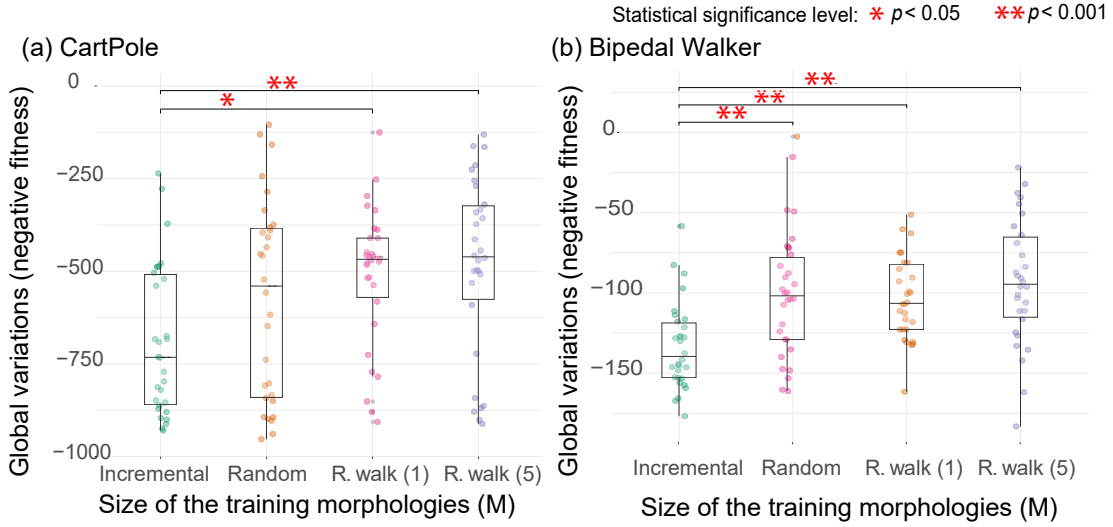 Statistical significance level: * p < 0.05 ** p < 0.001
(a) CartPole
(b) Bipedal Walker
Global variations (negative fitness)
0
−250
−500
−750
−1000
**
*
Incremental Random R. walk (1) R. walk (5)
Size of the training morphologies (M)
Global variations (negative fitness)
0
−50
−100
−150
**
**
**
Incremental Random R. walk (1) R. walk (5)
Size of the training morphologies (M)